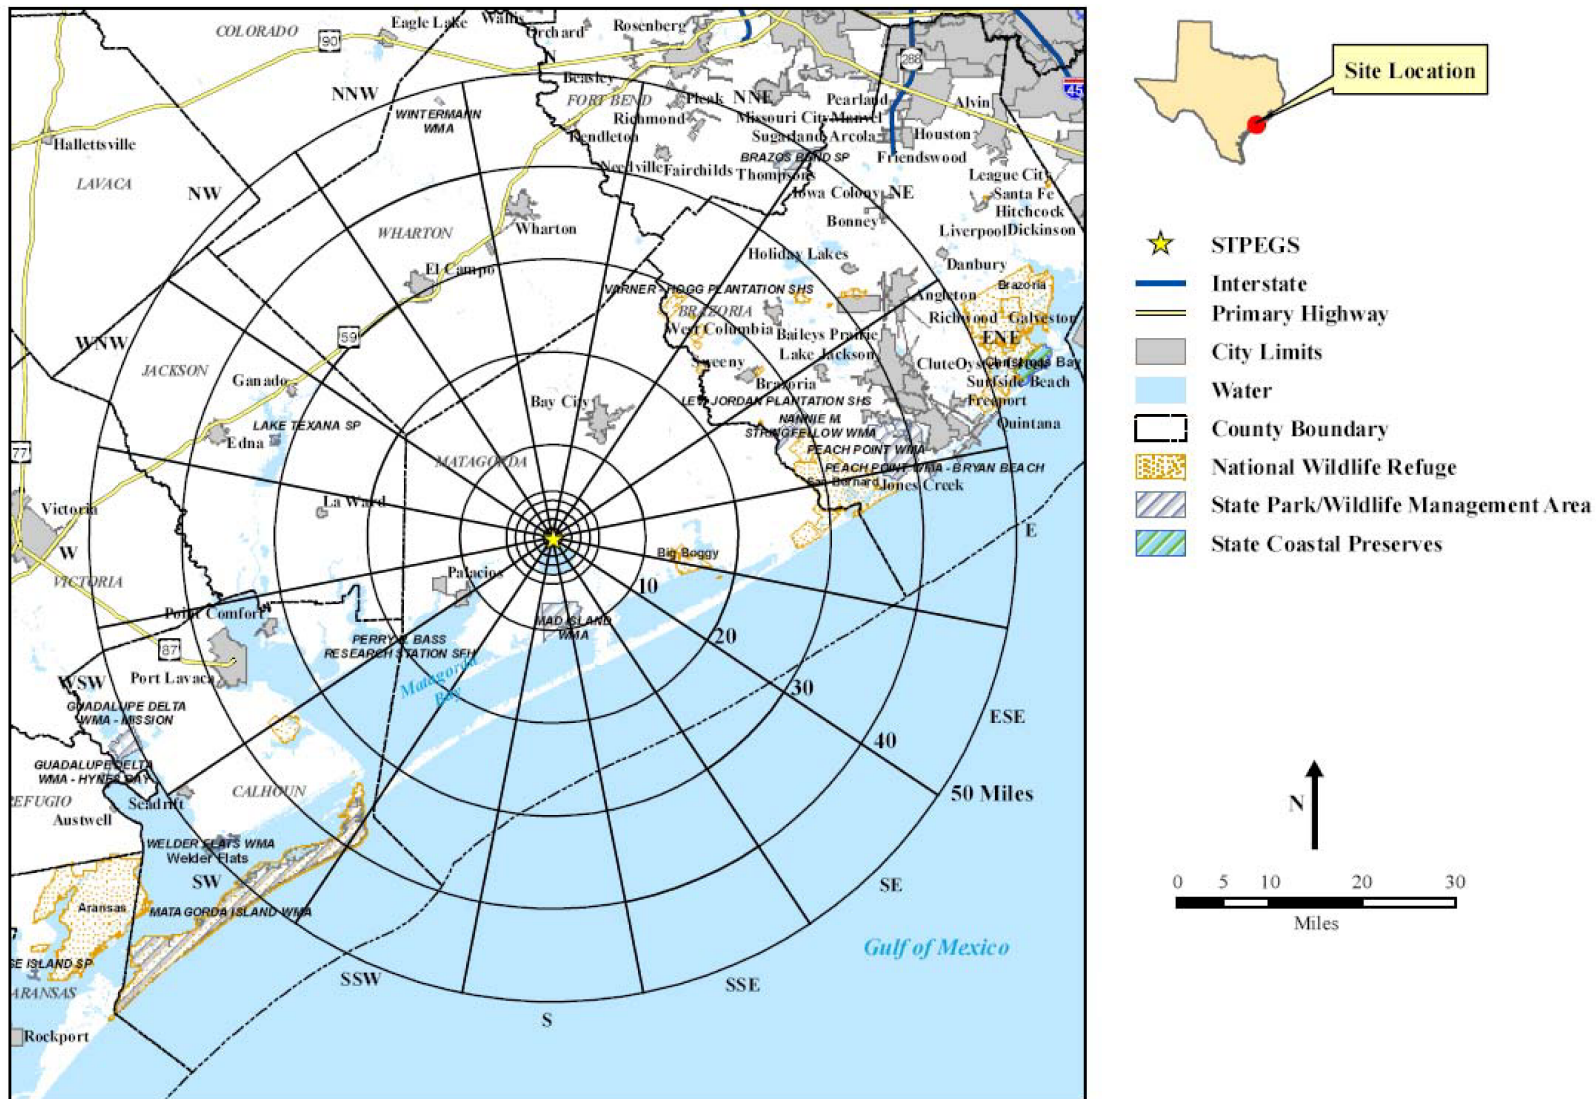 COLORADO
Eagle Lake
Wallis
Orchard
Rosenberg
90
288
45
N
Beasley
FORT BEND
NNW
WINTERMANN
WMA
Pleak
NNE
Richmond
Kendleton
Pearland
Missouri City
Manvel
Sugarland
Arcola
Alvin
Houston
Friendswood
Hallettsville
LAVACA
NW
Needville
Fairchilds
BRAZOS BEND SP
Thompsons
Iowa Colony
NE
League City
Santa Fe
Hitchcock
Bonney
Liverpool
Dickinson
WHARTON
Wharton
El Campo
Holiday Lakes
Danbury
VARNER - HOGG PLANTATION SHS
BRAZORIA
Angleton
Brazoria
West Columbia
Baileys Prairie
Richwood
Galveston
ENE
59
WNW
JACKSON
Ganado
Sweeny
Lake Jackson
Clute
Christmas Bay
Brazoria
Surfside Beach
LEVI JORDAN PLANTATION SHS
Freeport
Bay City
NANNIE M.
STRINGFELLOW WMA
Quintana
LAKE TEXANA SP
Edna
77
PEACH POINT WMA
MATAGORDA
PEACH POINT WMA - BRYAN BEACH
San Bernard
Jones Creek
Victoria
La Ward
W
E
VICTORIA
Palacios
Big Boggy
10
Point Comfort
MAD ISLAND
WMA
87
PERRY R. BASS
RESEARCH STATION SFH
20
Port Lavaca
Matagorda
Bay
WSW
30
GUADALUPE DELTA
WMA - MISSION
ESE
40
GUADALUPE DELTA
WMA - HYNES BAY
CALHOUN
50 Miles
REFUGIO
Seadrift
Austwell
WELDER FLATS WMA
Welder Flats
SW
SE
Aransas
MATAGORDA ISLAND WMA
Gulf of Mexico
SE ISLAND SP
SSW
SSE
ARANSAS
S
Rockport
Site Location
STPEGS
Interstate
Primary Highway
City Limits
Water
County Boundary
National Wildlife Refuge
State Park/Wildlife Management Area
State Coastal Preserves
N
0 5 10 20 30
Miles